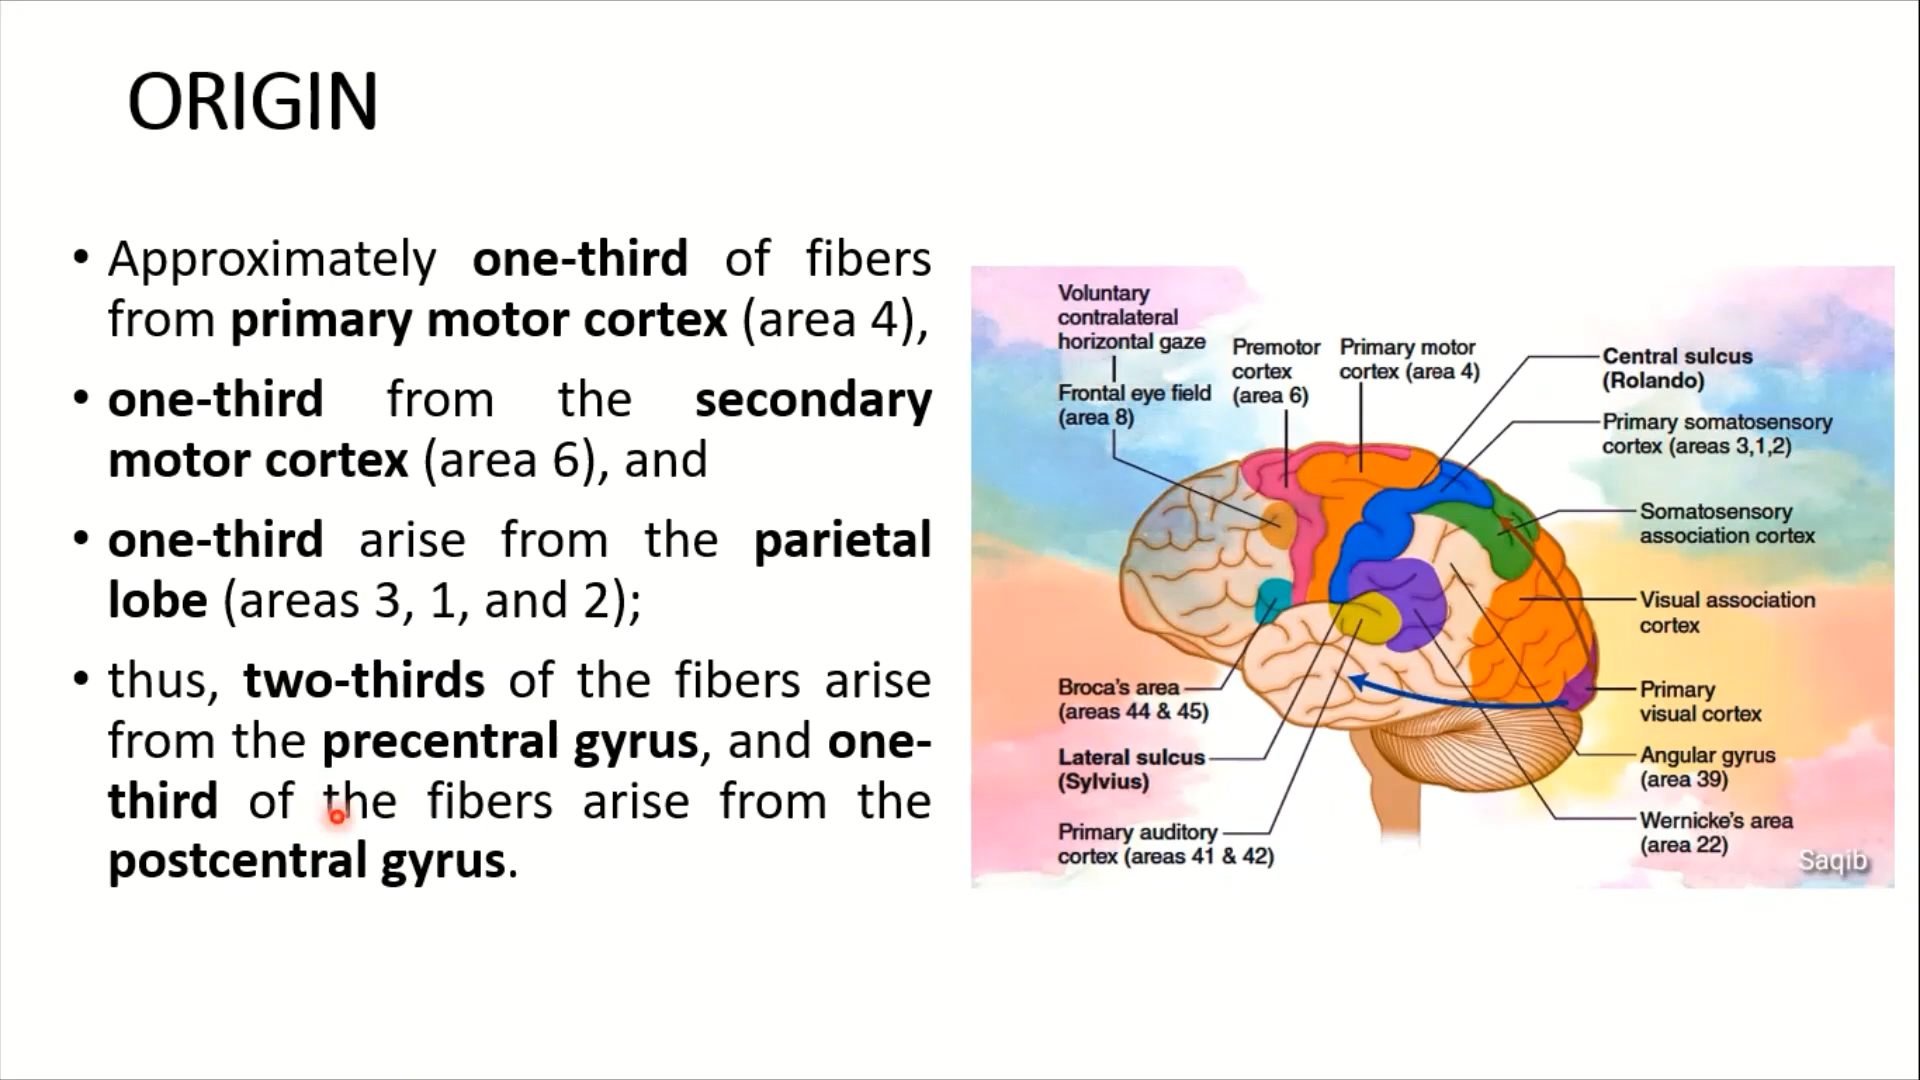 ORIGIN
• Approximately one-third of fibers
from primary motor cortex (area 4),
• one-third from the secondary
motor cortex (area 6), and
• one-third arise from the parietal
lobe (areas 3, 1, and 2);
• thus, two-thirds of the fibers arise
from the precentral gyrus, and one-
third of the fibers arise from the
postcentral gyrus.
Voluntary
contralateral
horizontal gaze
Frontal eye field
(area 8)
Premotor
cortex
(area 6)
Primary motor
cortex (area 4)
Central sulcus
(Rolando)
Primary somatosensory
cortex (areas 3,1,2)
Somatosensory
association cortex
Visual association
cortex
Primary
visual cortex
Angular gyrus
(area 39)
Wernicke's area
(area 22)
Broca's area
(areas 44 & 45)
Lateral sulcus
(Sylvius)
Primary auditory
cortex (areas 41 & 42)
Saqib